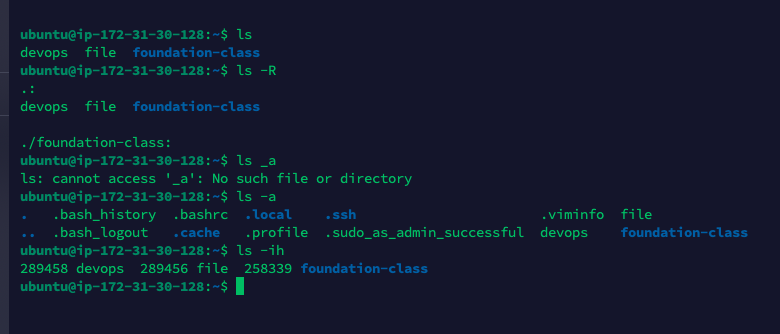 ubuntu@ip-172-31-30-128:~$ ls
devops  file  foundation-class
ubuntu@ip-172-31-30-128:~$ ls -R
.:
devops  file  foundation-class

./foundation-class:
ubuntu@ip-172-31-30-128:~$ ls _a
ls: cannot access '_a': No such file or directory
ubuntu@ip-172-31-30-128:~$ ls -a
.   .bash_history  .bashrc  .local    .ssh                       .viminfo  file
..  .bash_logout   .cache   .profile  .sudo_as_admin_successful  devops    foundation-class
ubuntu@ip-172-31-30-128:~$ ls -ih
289458 devops  289456 file  258339 foundation-class
ubuntu@ip-172-31-30-128:~$